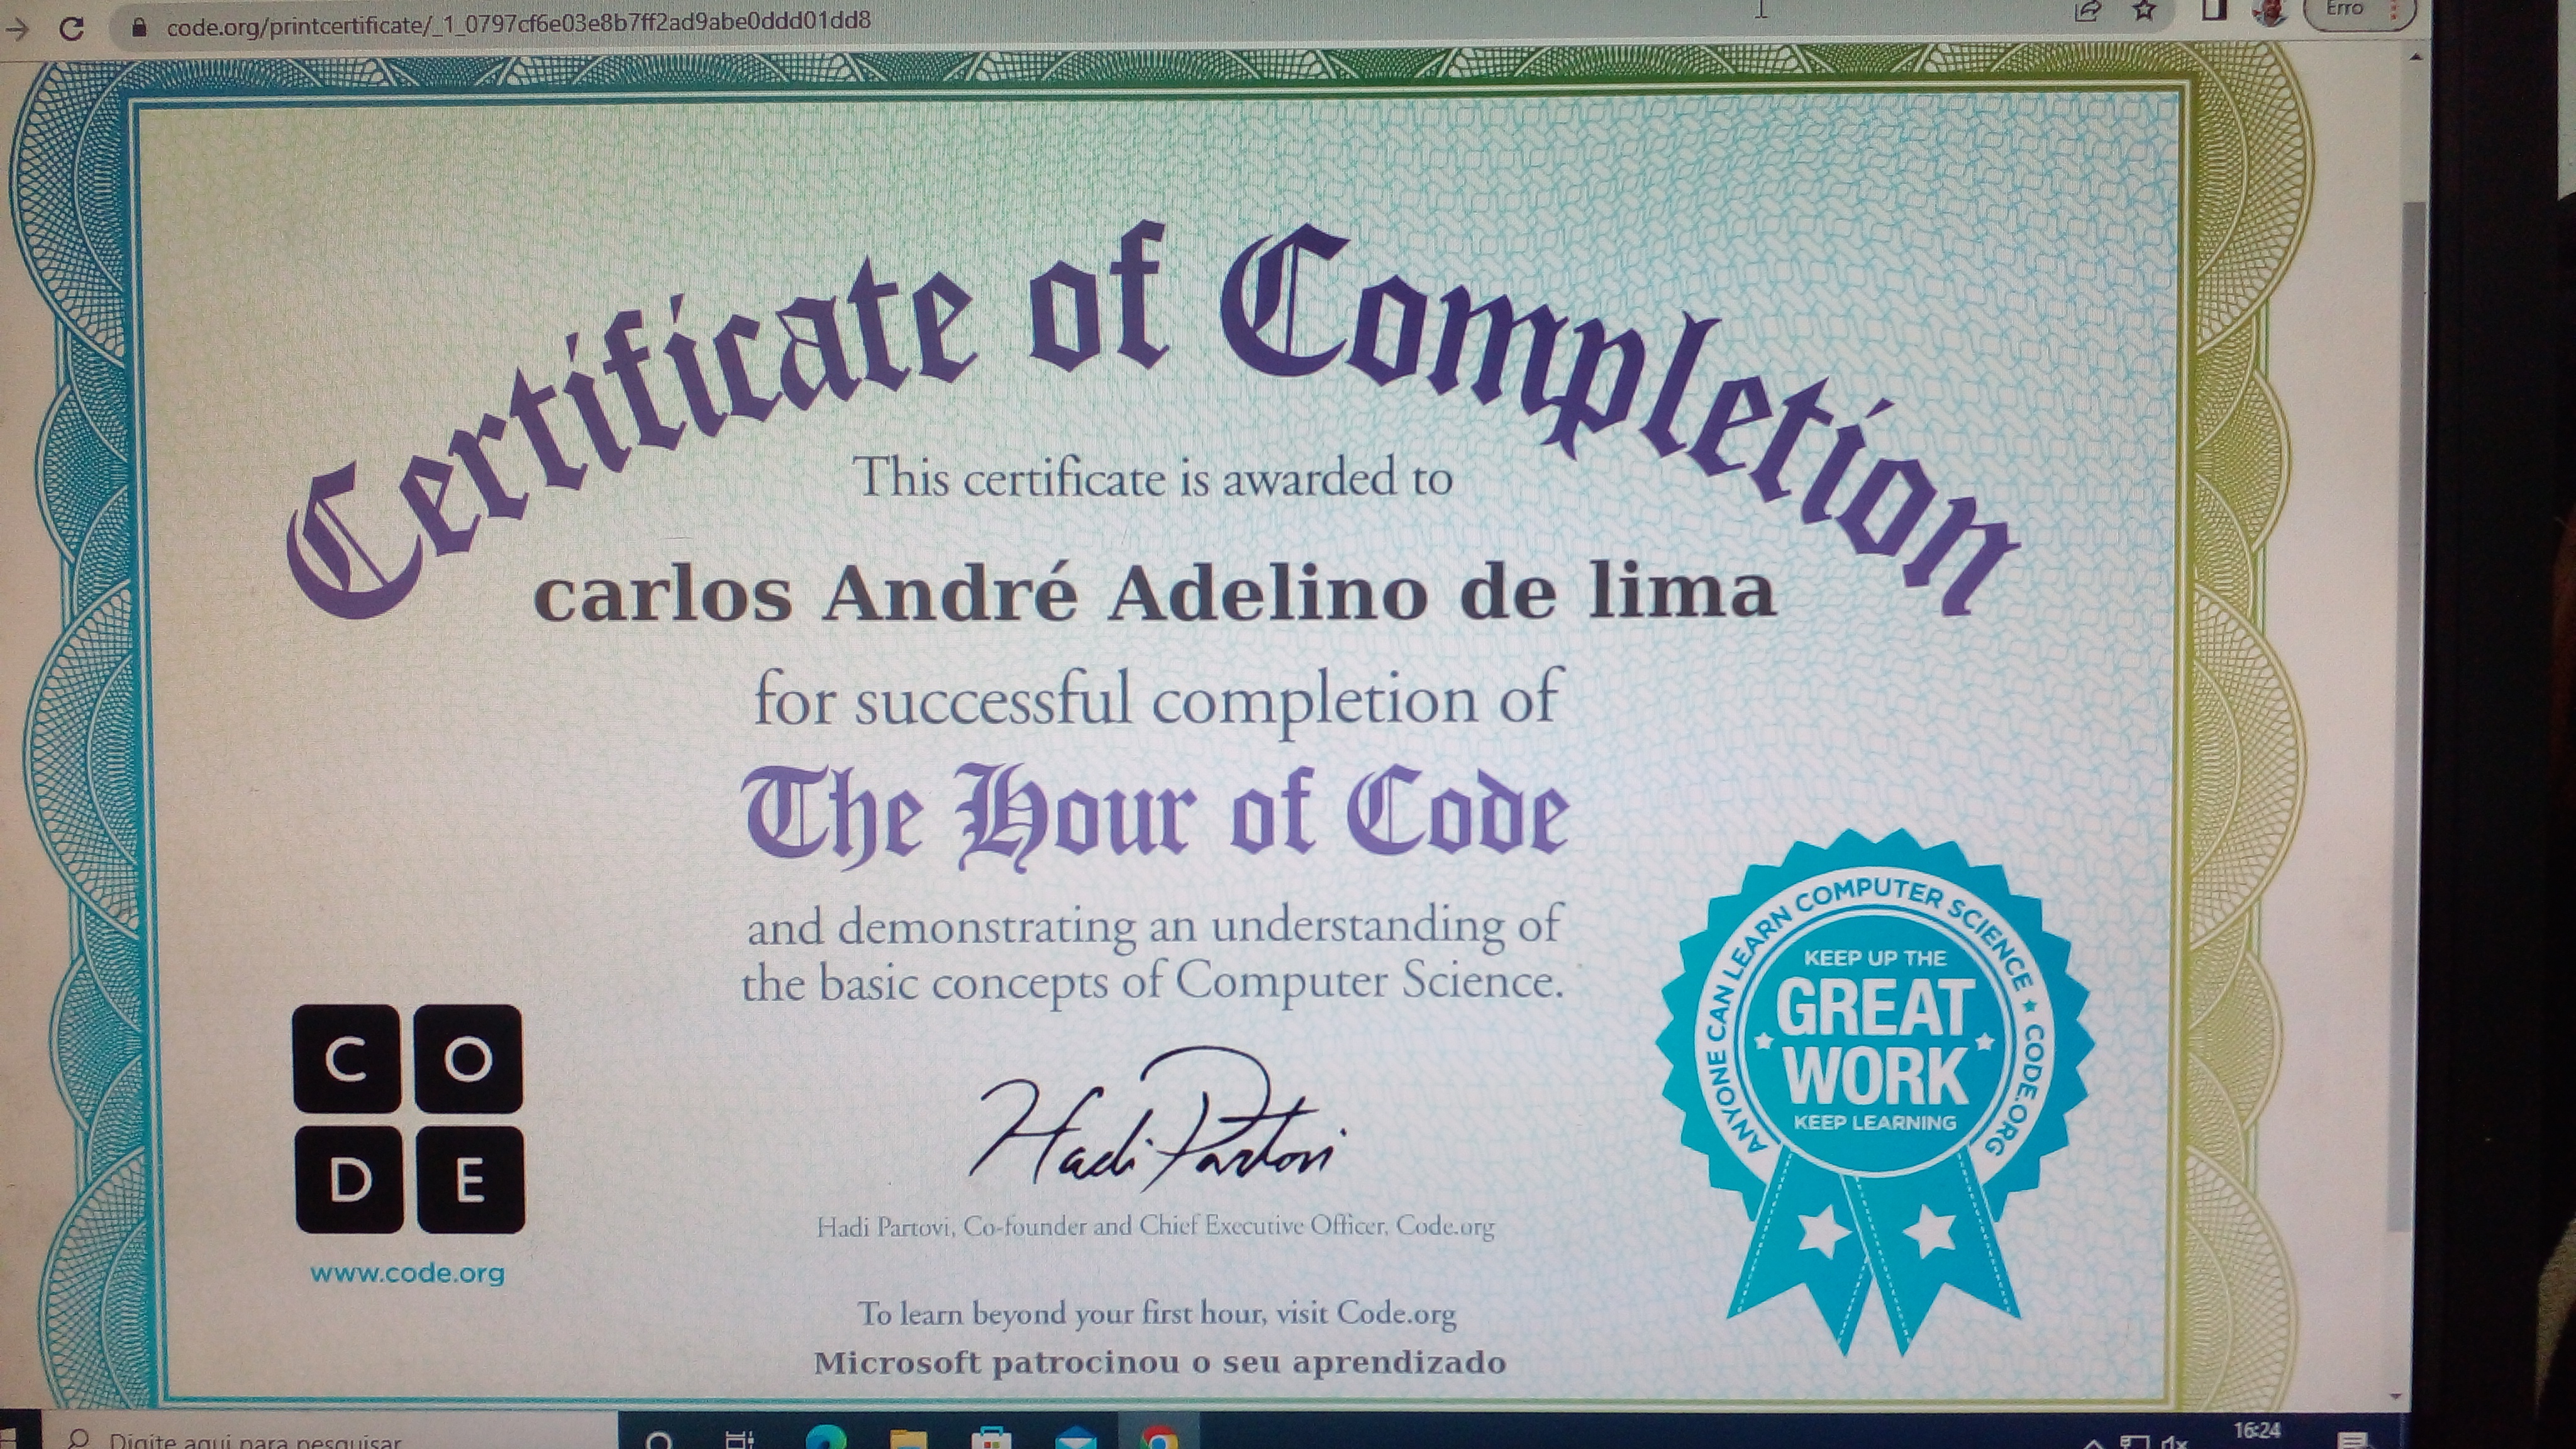 code.org/printcertificate/_1_0797cf6e03e8b7ff2ad9abe0ddd01dd8
Erro
Certificate of Completion
This certificate is awarded to
carlos André Adelino de lima
for successful completion of
The Hour of Code
and demonstrating an understanding of
the basic concepts of Computer Science.
C O
D E
www.code.org
Hadi Partovi
Hadi Partovi, Co-founder and Chief Executive Officer, Code.org
To learn beyond your first hour, visit Code.org
Microsoft patrocinou o seu aprendizado
ANYONE CAN LEARN COMPUTER SCIENCE ★ CODE.ORG
KEEP UP THE
GREAT
WORK
KEEP LEARNING
Digite aqui para pesquisar
16:24